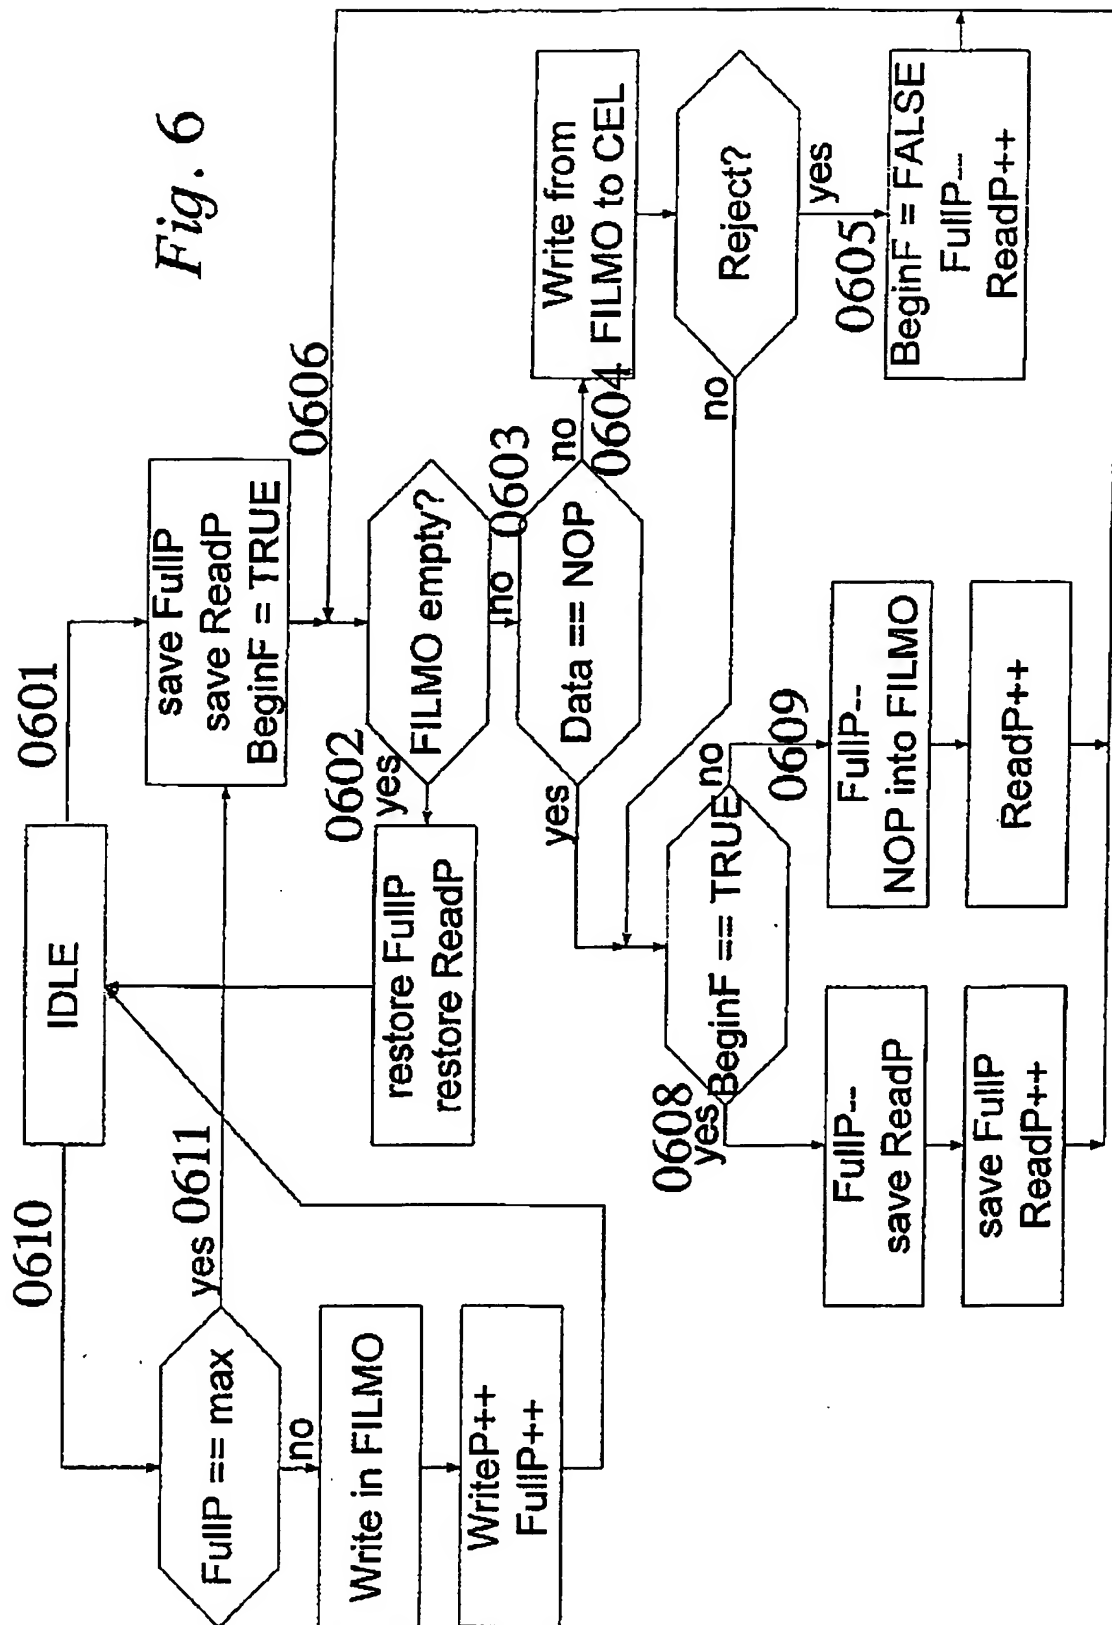 Fig. 6
0610
IDLE
0601
FullP == max
yes
0611
no
Write in FILMO
WriteP++
FullP++
save FullP
save ReadP
BeginF = TRUE
0606
restore FullP
restore ReadP
0602
yes
FILMO empty?
no
0603
Data == NOP
yes
no
0604
Write from
FILMO to CEL
Reject?
no
yes
0605
BeginF = FALSE
FullP--
ReadP++
BeginF == TRUE
0608
yes
no
0609
FullP--
save ReadP
save FullP
ReadP++
FullP--
NOP into FILMO
ReadP++